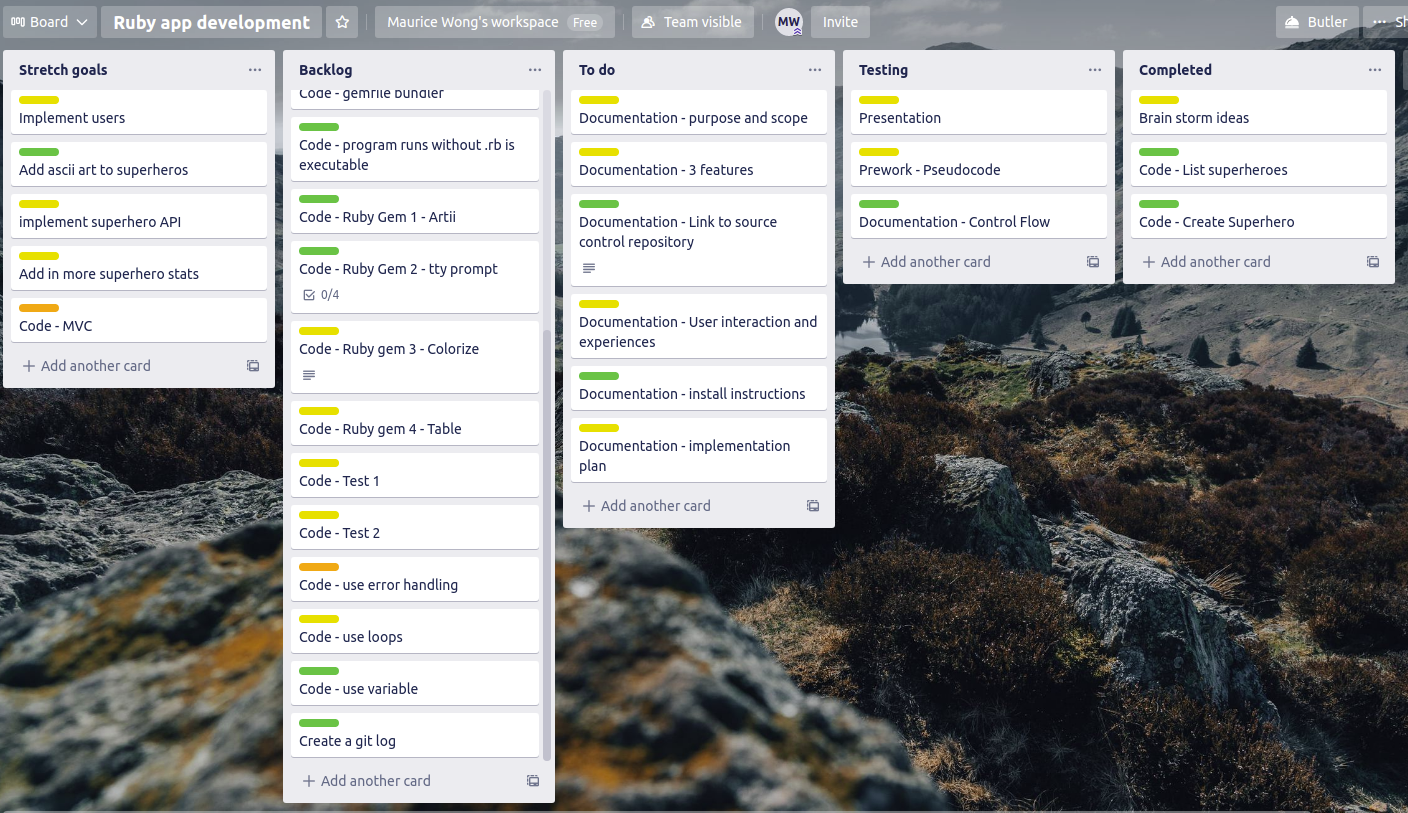 Board
Ruby app development
Maurice Wong's workspace Free
Team visible
MW
Invite
Butler
··· Sh
Stretch goals
Implement users
Add ascii art to superheros
implement superhero API
Add in more superhero stats
Code - MVC
+ Add another card
Backlog
Code - gemfile bundler
Code - program runs without .rb is
executable
Code - Ruby Gem 1 - Artii
Code - Ruby Gem 2 - tty prompt
0/4
Code - Ruby gem 3 - Colorize
Code - Ruby gem 4 - Table
Code - Test 1
Code - Test 2
Code - use error handling
Code - use loops
Code - use variable
Create a git log
+ Add another card
To do
Documentation - purpose and scope
Documentation - 3 features
Documentation - Link to source
control repository
Documentation - User interaction and
experiences
Documentation - install instructions
Documentation - implementation
plan
+ Add another card
Testing
Presentation
Prework - Pseudocode
Documentation - Control Flow
+ Add another card
Completed
Brain storm ideas
Code - List superheroes
Code - Create Superhero
+ Add another card